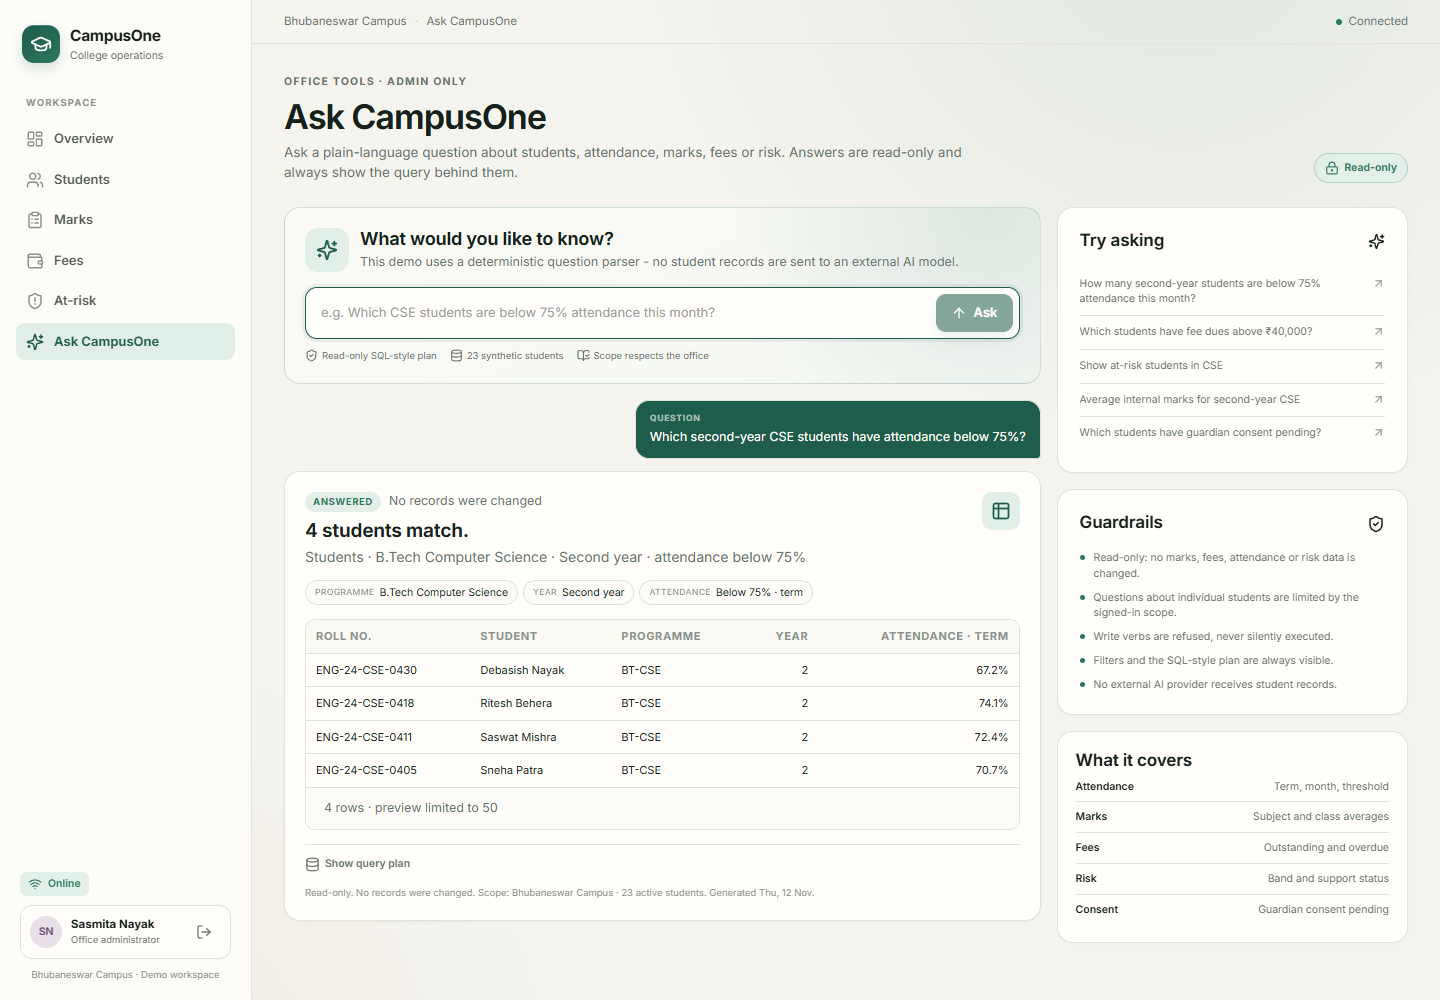 CampusOne
College operations
WORKSPACE
Overview
Students
Marks
Fees
At-risk
Ask CampusOne
Online
SN
Sasmita Nayak
Office administrator
Bhubaneswar Campus · Demo workspace
Bhubaneswar Campus · Ask CampusOne
Connected
OFFICE TOOLS · ADMIN ONLY
Ask CampusOne
Ask a plain-language question about students, attendance, marks, fees or risk. Answers are read-only and
always show the query behind them.
Read-only
What would you like to know?
This demo uses a deterministic question parser - no student records are sent to an external AI model.
e.g. Which CSE students are below 75% attendance this month?
Ask
Read-only SQL-style plan
23 synthetic students
Scope respects the office
QUESTION
Which second-year CSE students have attendance below 75%?
ANSWERED No records were changed
4 students match.
Students · B.Tech Computer Science · Second year · attendance below 75%
PROGRAMME B.Tech Computer Science
YEAR Second year
ATTENDANCE Below 75% · term
ROLL NO. STUDENT PROGRAMME YEAR ATTENDANCE · TERM
ENG-24-CSE-0430 Debasish Nayak BT-CSE 2 67.2%
ENG-24-CSE-0418 Ritesh Behera BT-CSE 2 74.1%
ENG-24-CSE-0411 Saswat Mishra BT-CSE 2 72.4%
ENG-24-CSE-0405 Sneha Patra BT-CSE 2 70.7%
4 rows · preview limited to 50
Show query plan
Read-only. No records were changed. Scope: Bhubaneswar Campus · 23 active students. Generated Thu, 12 Nov.
Try asking
How many second-year students are below 75%
attendance this month?
Which students have fee dues above ₹40,000?
Show at-risk students in CSE
Average internal marks for second-year CSE
Which students have guardian consent pending?
Guardrails
Read-only: no marks, fees, attendance or risk data is
changed.
Questions about individual students are limited by the
signed-in scope.
Write verbs are refused, never silently executed.
Filters and the SQL-style plan are always visible.
No external AI provider receives student records.
What it covers
Attendance Term, month, threshold
Marks Subject and class averages
Fees Outstanding and overdue
Risk Band and support status
Consent Guardian consent pending